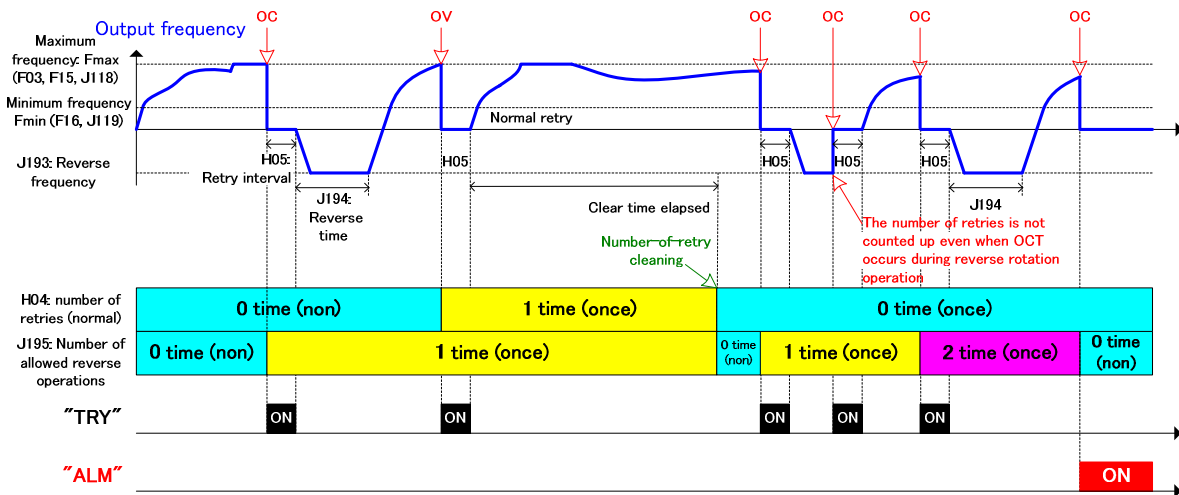 Output frequency
OC
OV
OC
OC
OC
OC
Maximum
frequency: Fmax
(F03, F15, J118)
Minimum frequency
Fmin (F16, J119)
Normal retry
J193: Reverse
frequency
H05:
Retry interval
H05
H05
H05
H05
J194:
Reverse
time
J194
Clear time elapsed
The number of retries is not
counted up even when OCT
occurs during reverse rotation
operation
Number of retry
cleaning
H04: number of
retries (normal)
0 time (non)
1 time (once)
0 time (once)
J195: Number of
allowed reverse
operations
0 time (non)
1 time (once)
0 time
(non)
1 time (once)
2 time (once)
0 time
(non)
"TRY"
ON
ON
ON
ON
ON
"ALM"
ON